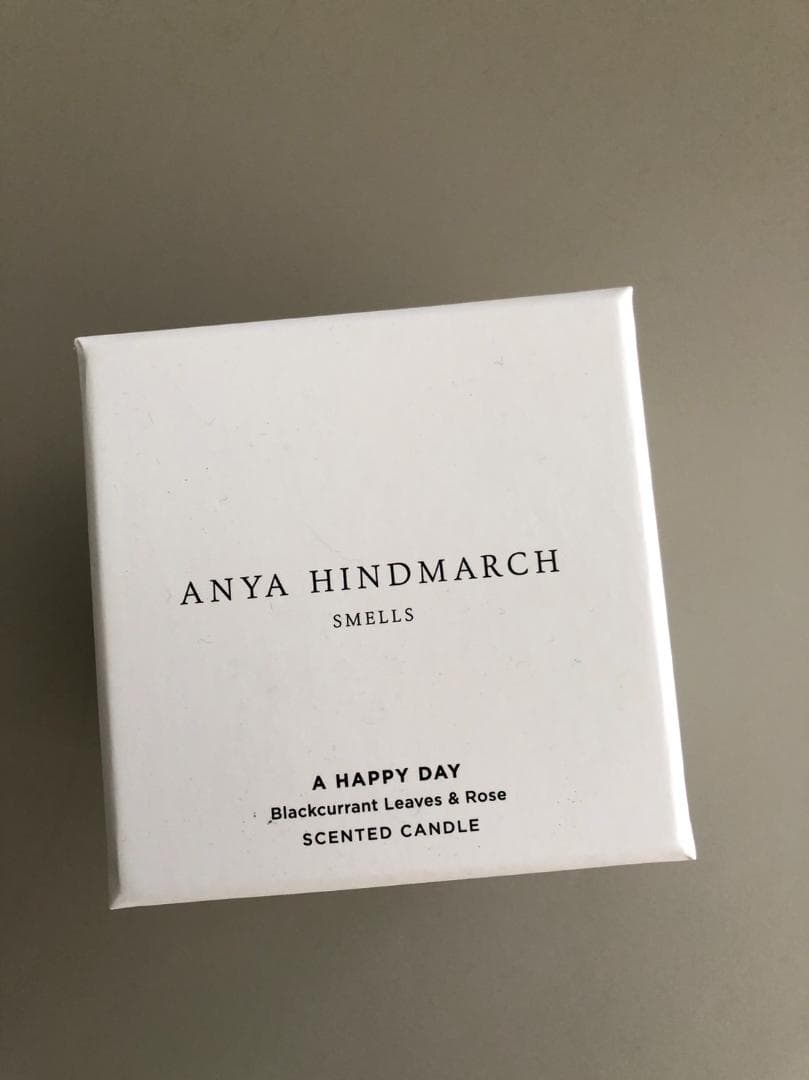 ANYA HINDMARCH
SMELLS
A HAPPY DAY
Blackcurrant Leaves & Rose
SCENTED CANDLE